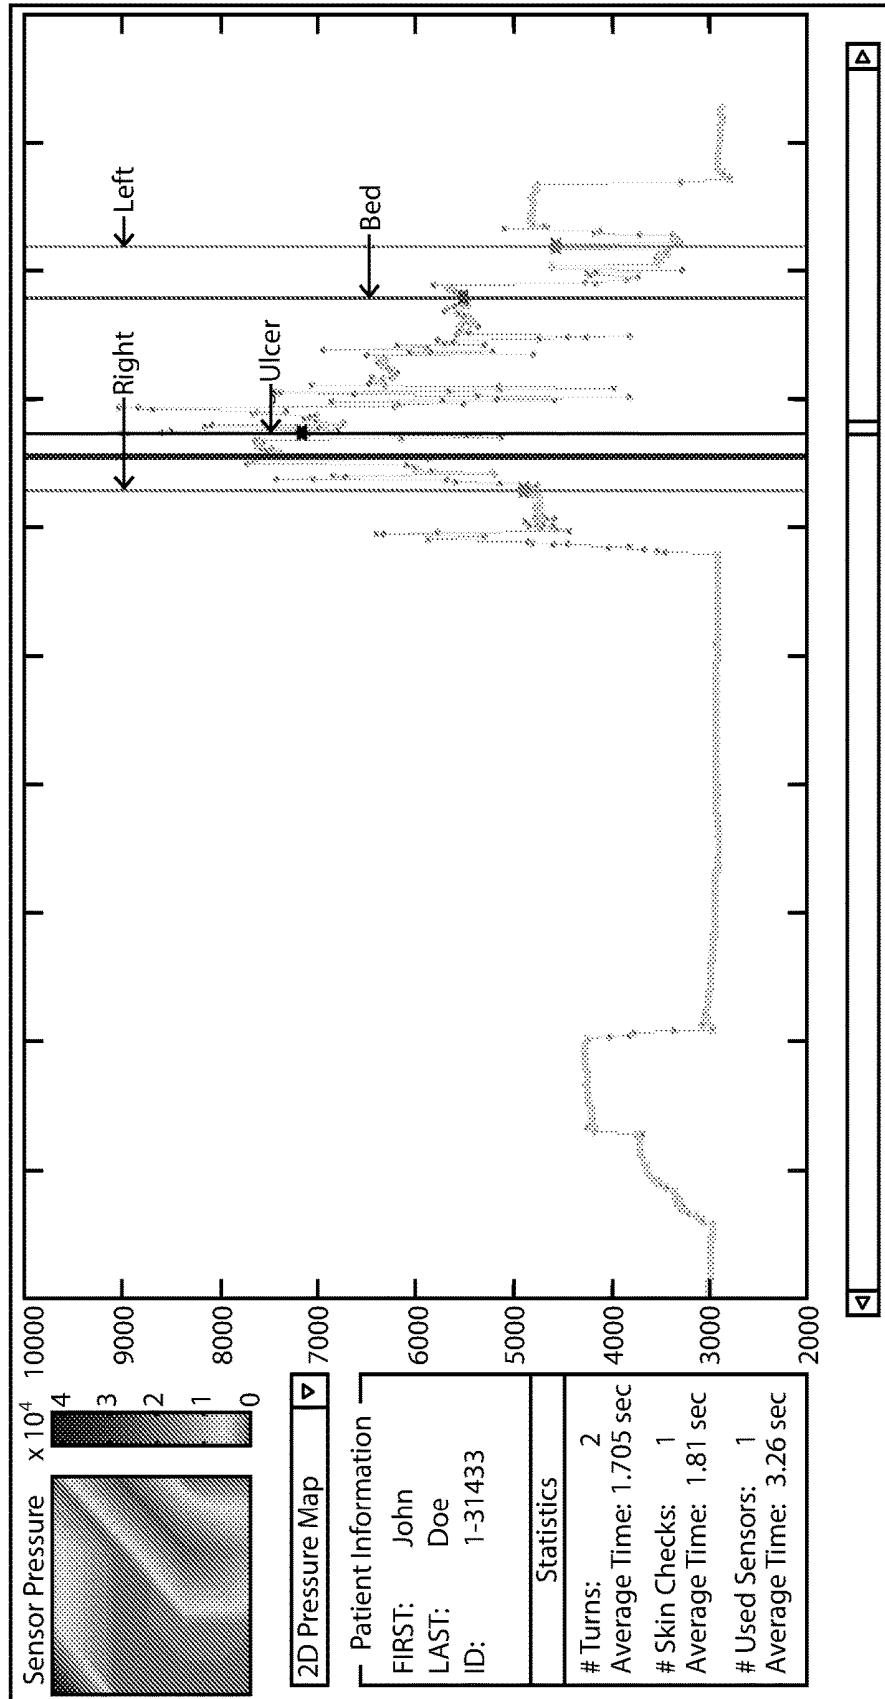 Sensor Pressure
x 10⁴
4
3
2
1
0
2D Pressure Map
Patient Information
FIRST: John
LAST: Doe
ID: 1-31433
Statistics
# Turns: 2
Average Time: 1.705 sec
# Skin Checks: 1
Average Time: 1.81 sec
# Used Sensors: 1
Average Time: 3.26 sec
10000
9000
8000
7000
6000
5000
4000
3000
2000
Right
Ulcer
Bed
Left